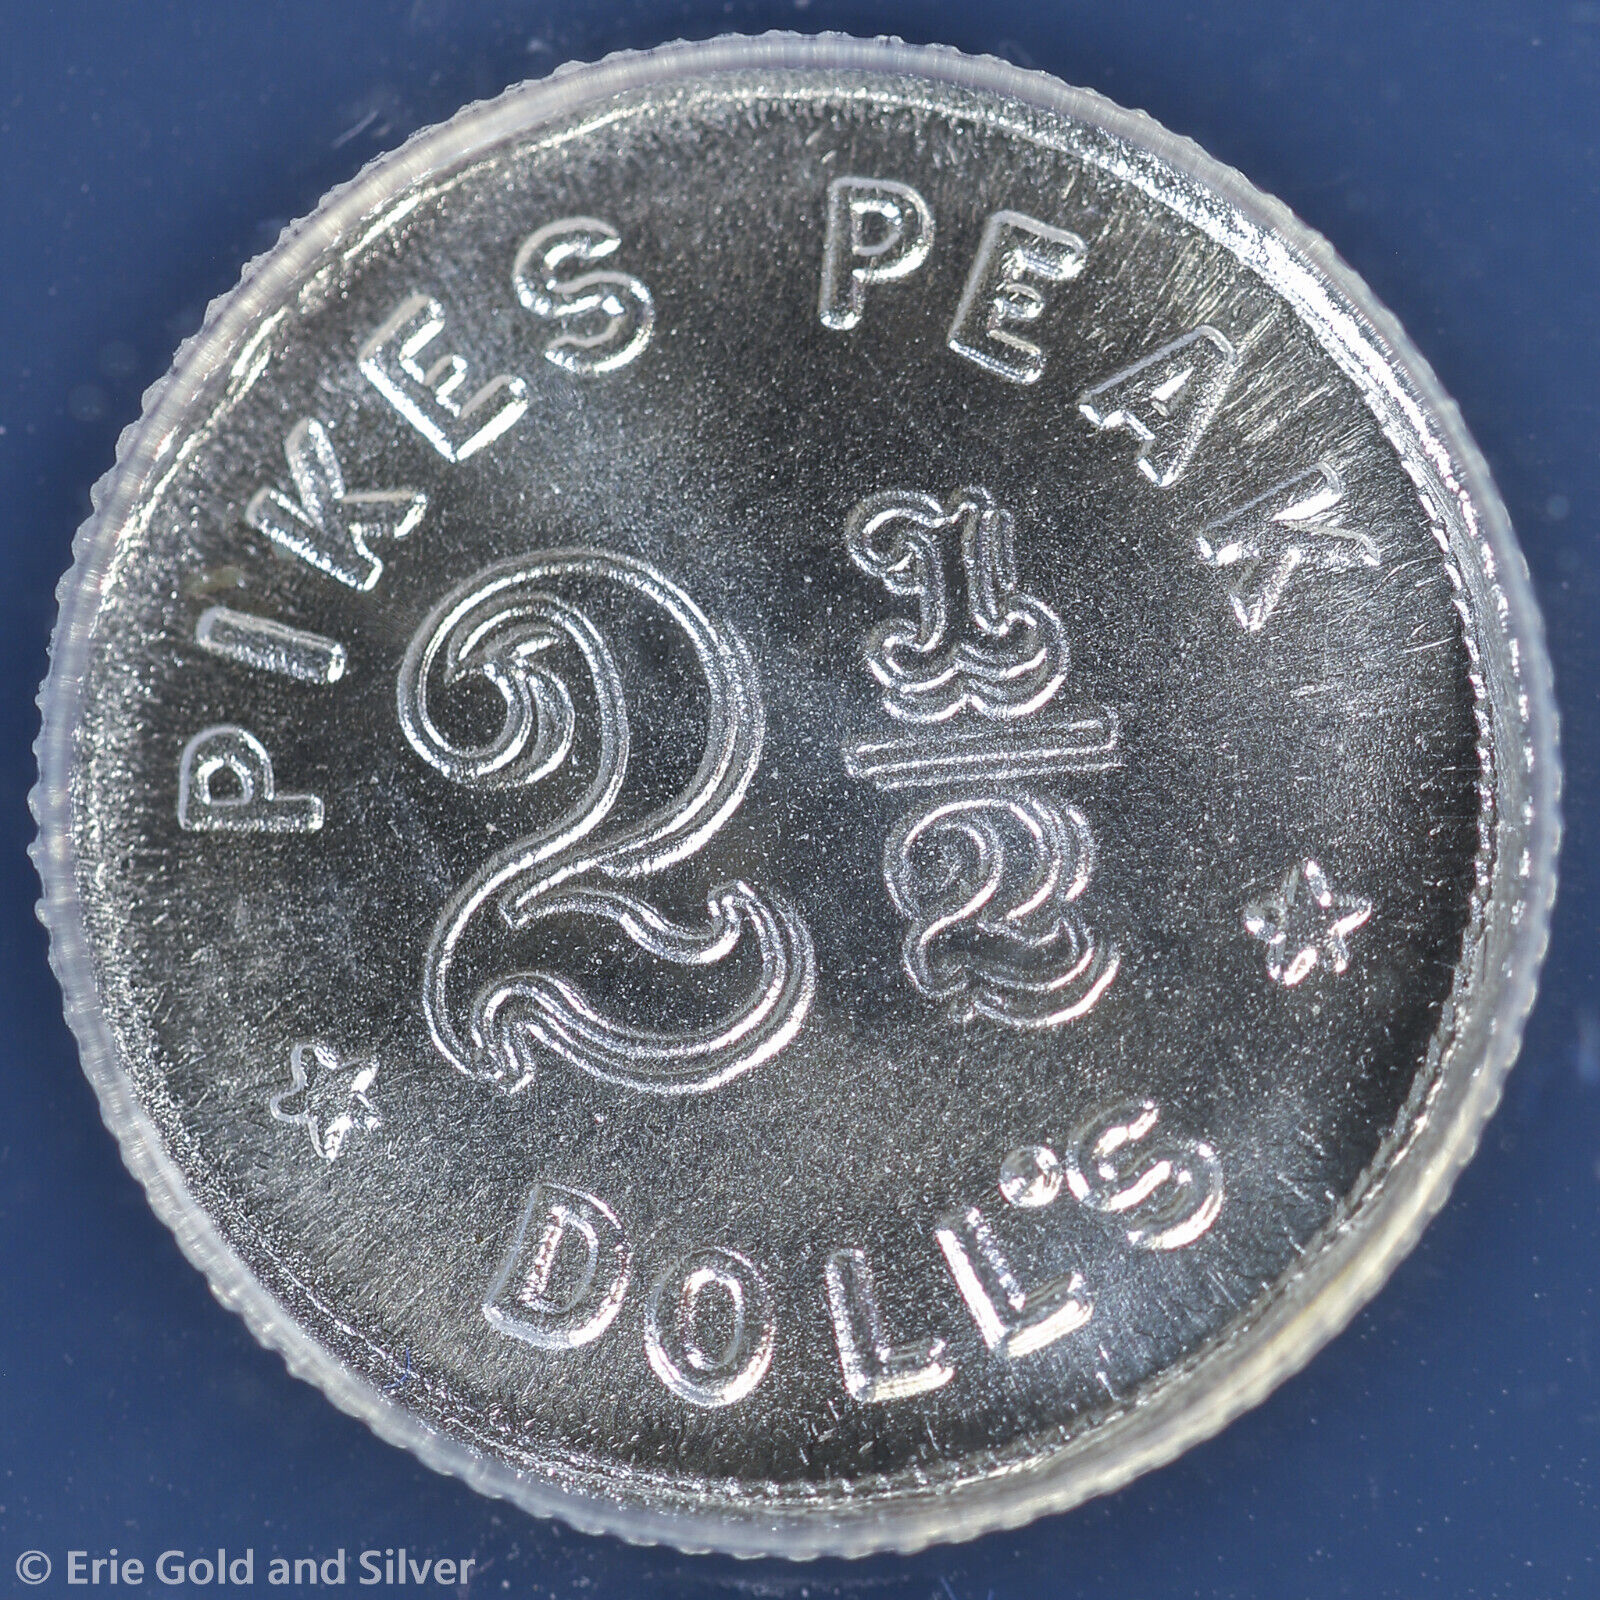 PIKES PEAK
2 1/2
DOLL'S
© Erie Gold and Silver